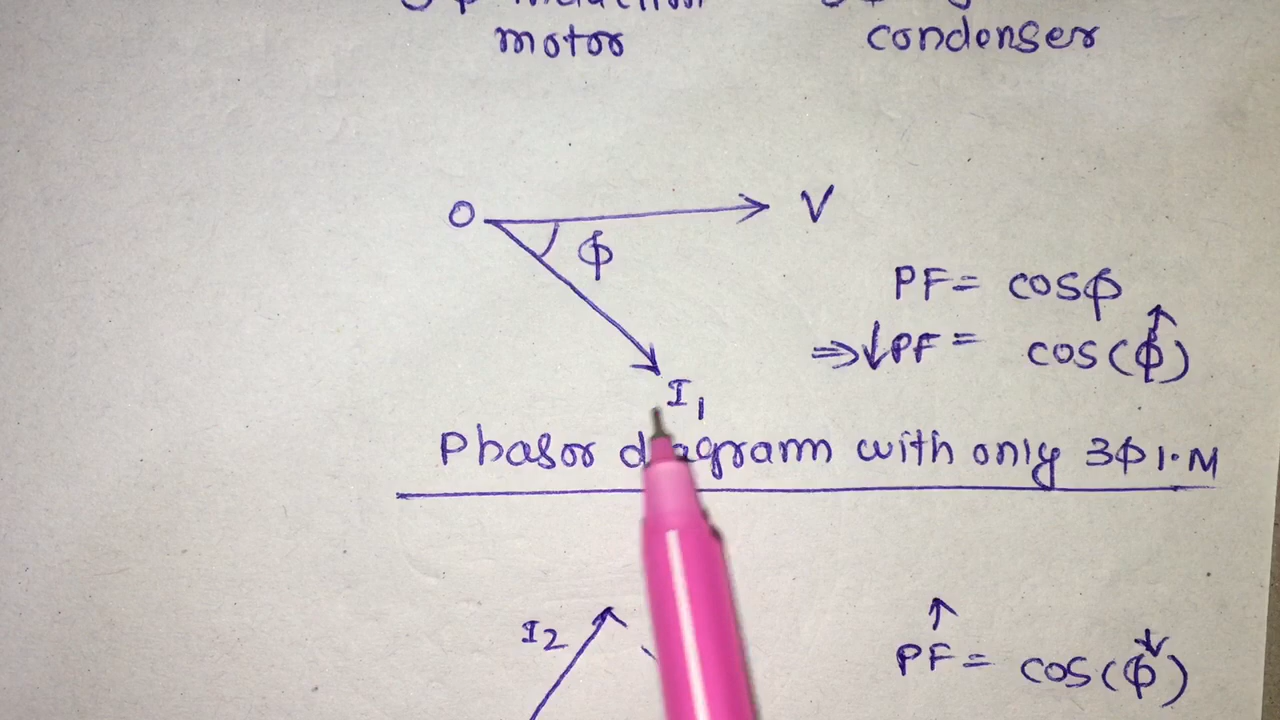 motor condenser
O V
ϕ
PF = cosϕ
⇒ ↓PF = cos(ϕ↑)
I1
Phasor diagram with only 3ϕ I.M
I2
↑
PF = cos(ϕ↓)